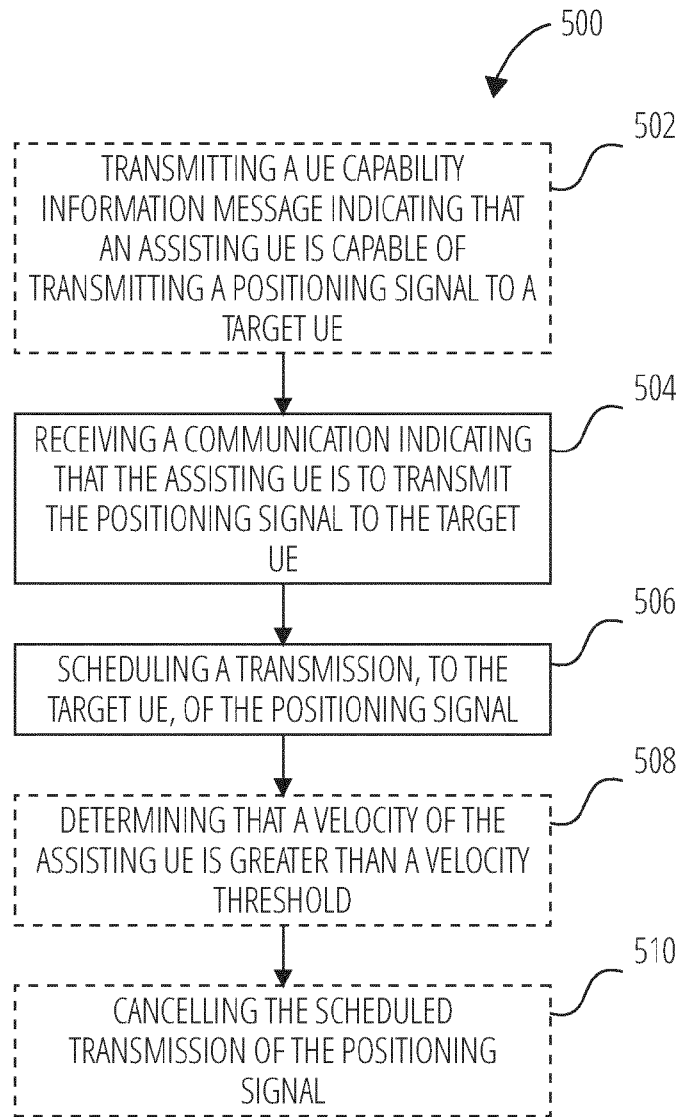 500
502
TRANSMITTING A UE CAPABILITY
INFORMATION MESSAGE INDICATING THAT
AN ASSISTING UE IS CAPABLE OF
TRANSMITTING A POSITIONING SIGNAL TO A
TARGET UE
504
RECEIVING A COMMUNICATION INDICATING
THAT THE ASSISTING UE IS TO TRANSMIT
THE POSITIONING SIGNAL TO THE TARGET
UE
506
SCHEDULING A TRANSMISSION, TO THE
TARGET UE, OF THE POSITIONING SIGNAL
508
DETERMINING THAT A VELOCITY OF THE
ASSISTING UE IS GREATER THAN A VELOCITY
THRESHOLD
510
CANCELLING THE SCHEDULED
TRANSMISSION OF THE POSITIONING
SIGNAL